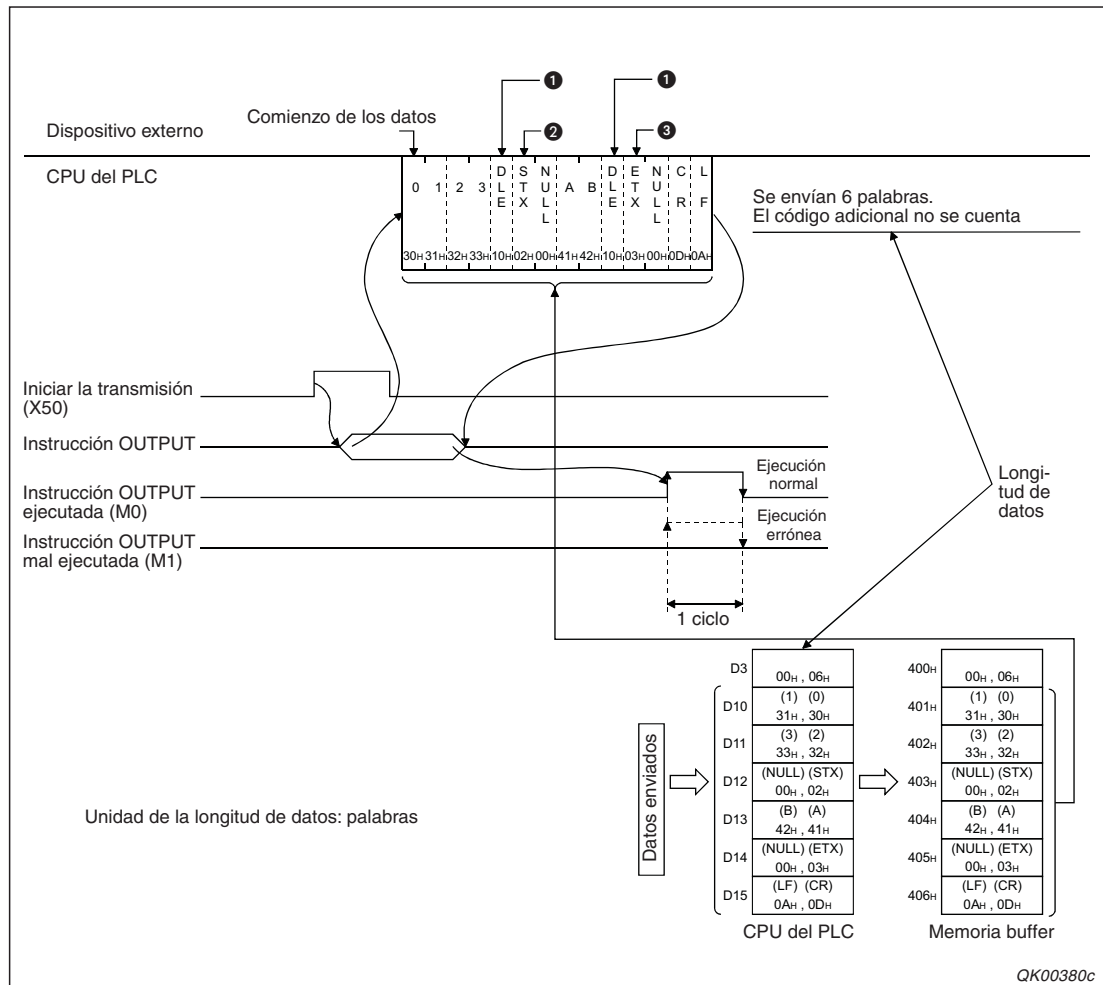 ❶ ❶
Comienzo de los datos ❷ ❸
Dispositivo externo
CPU del PLC
0 1 2 3 DLE STX NULL A B DLE ETX NULL CR LF
30H 31H 32H 33H 10H 02H 00H 41H 42H 10H 03H 00H 0DH 0AH
Se envían 6 palabras.
El código adicional no se cuenta
Iniciar la transmisión
(X50)
Instrucción OUTPUT
Instrucción OUTPUT
ejecutada (M0)
Ejecución
normal
Instrucción OUTPUT
mal ejecutada (M1)
Ejecución
errónea
1 ciclo
Longi-
tud de
datos
Unidad de la longitud de datos: palabras
Datos enviados
D3 00H , 06H
D10 (1) (0)
31H , 30H
D11 (3) (2)
33H , 32H
D12 (NULL) (STX)
00H , 02H
D13 (B) (A)
42H , 41H
D14 (NULL) (ETX)
00H , 03H
D15 (LF) (CR)
0AH , 0DH
CPU del PLC
400H 00H , 06H
401H (1) (0)
31H , 30H
402H (3) (2)
33H , 32H
403H (NULL) (STX)
00H , 02H
404H (B) (A)
42H , 41H
405H (NULL) (ETX)
00H , 03H
406H (LF) (CR)
0AH , 0DH
Memoria buffer
QK00380c